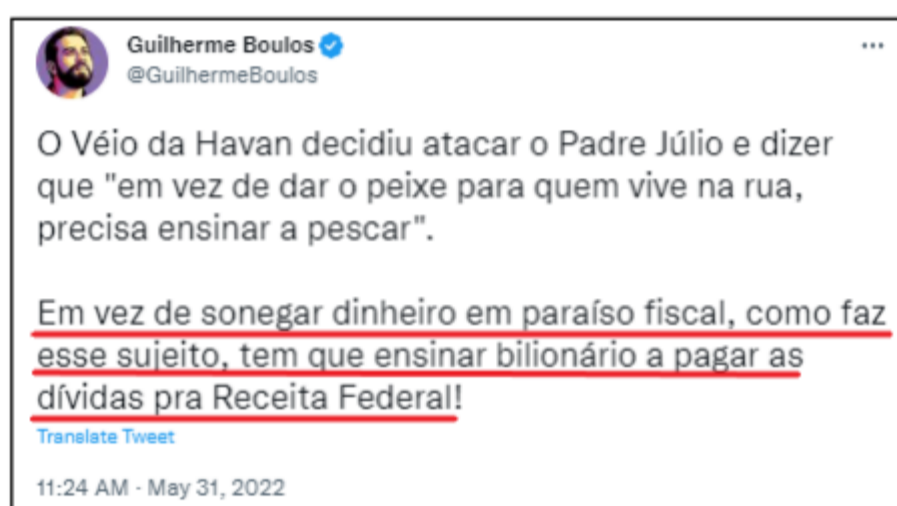 Guilherme Boulos
@GuilhermeBoulos
...
O Véio da Havan decidiu atacar o Padre Júlio e dizer
que "em vez de dar o peixe para quem vive na rua,
precisa ensinar a pescar".
Em vez de sonegar dinheiro em paraíso fiscal, como faz
esse sujeito, tem que ensinar bilionário a pagar as
dívidas pra Receita Federal!
Translate Tweet
11:24 AM · May 31, 2022